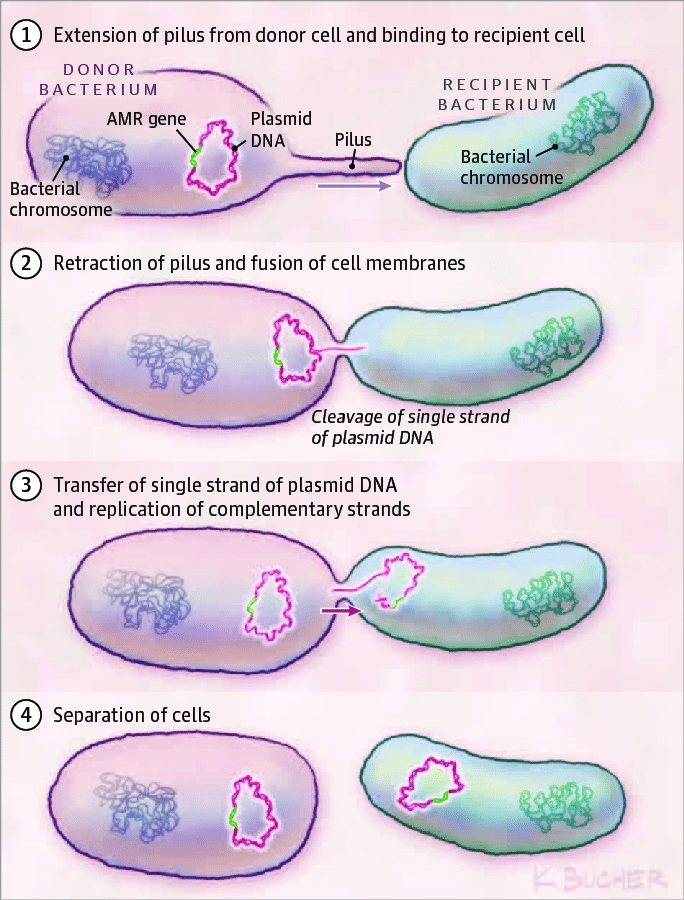 1 Extension of pilus from donor cell and binding to recipient cell
DONOR
BACTERIUM
RECIPIENT
BACTERIUM
AMR gene
Plasmid
DNA
Pilus
Bacterial
chromosome
Bacterial
chromosome
2 Retraction of pilus and fusion of cell membranes
Cleavage of single strand
of plasmid DNA
3 Transfer of single strand of plasmid DNA
and replication of complementary strands
4 Separation of cells
K BUCHER